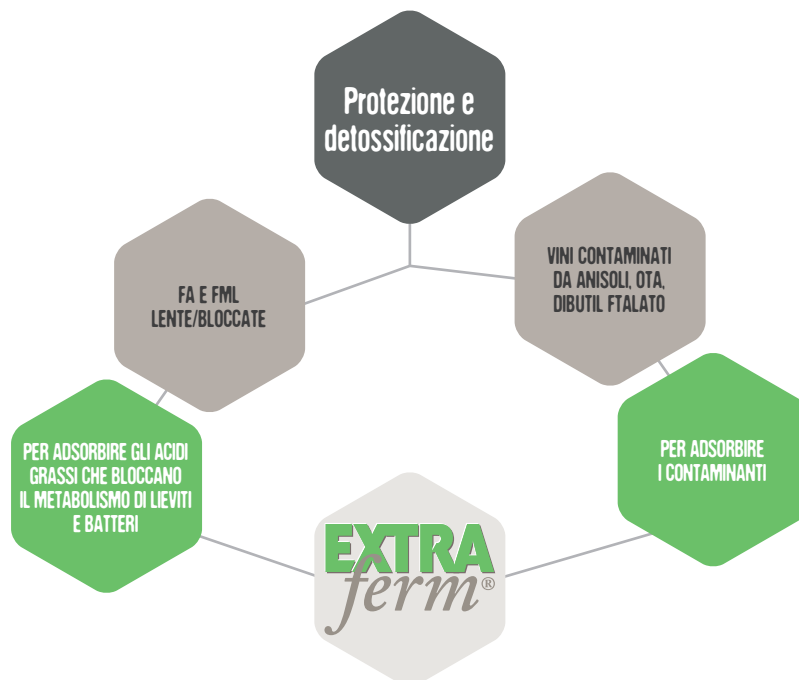 Protezione e
detossificazione
FA E FML
LENTE/BLOCCATE
VINI CONTAMINATI
DA ANISOLI, OTA,
DIBUTIL FTALATO
PER ADSORBIRE GLI ACIDI
GRASSI CHE BLOCCANO
IL METABOLISMO DI LIEVITI
E BATTERI
PER ADSORBIRE
I CONTAMINANTI
EXTRA
ferm®